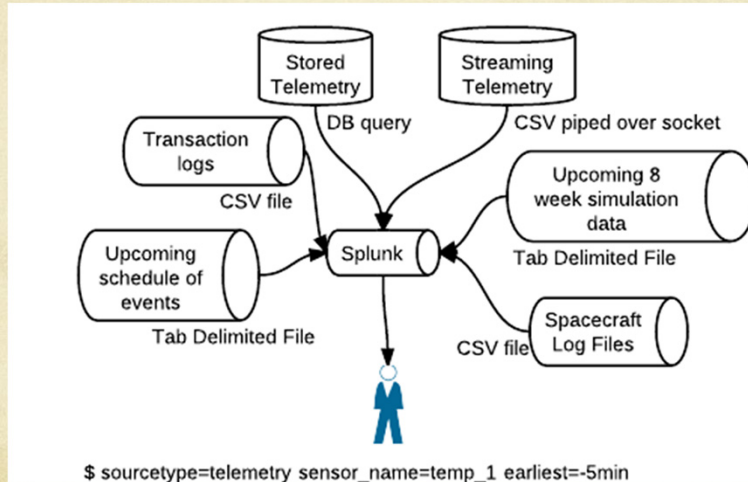 Stored
Telemetry
Streaming
Telemetry
DB query
CSV piped over socket
Transaction
logs
CSV file
Upcoming 8
week simulation
data
Tab Delimited File
Upcoming
schedule of
events
Tab Delimited File
Splunk
Spacecraft
Log Files
CSV file
$ sourcetype=telemetry sensor_name=temp_1 earliest=-5min